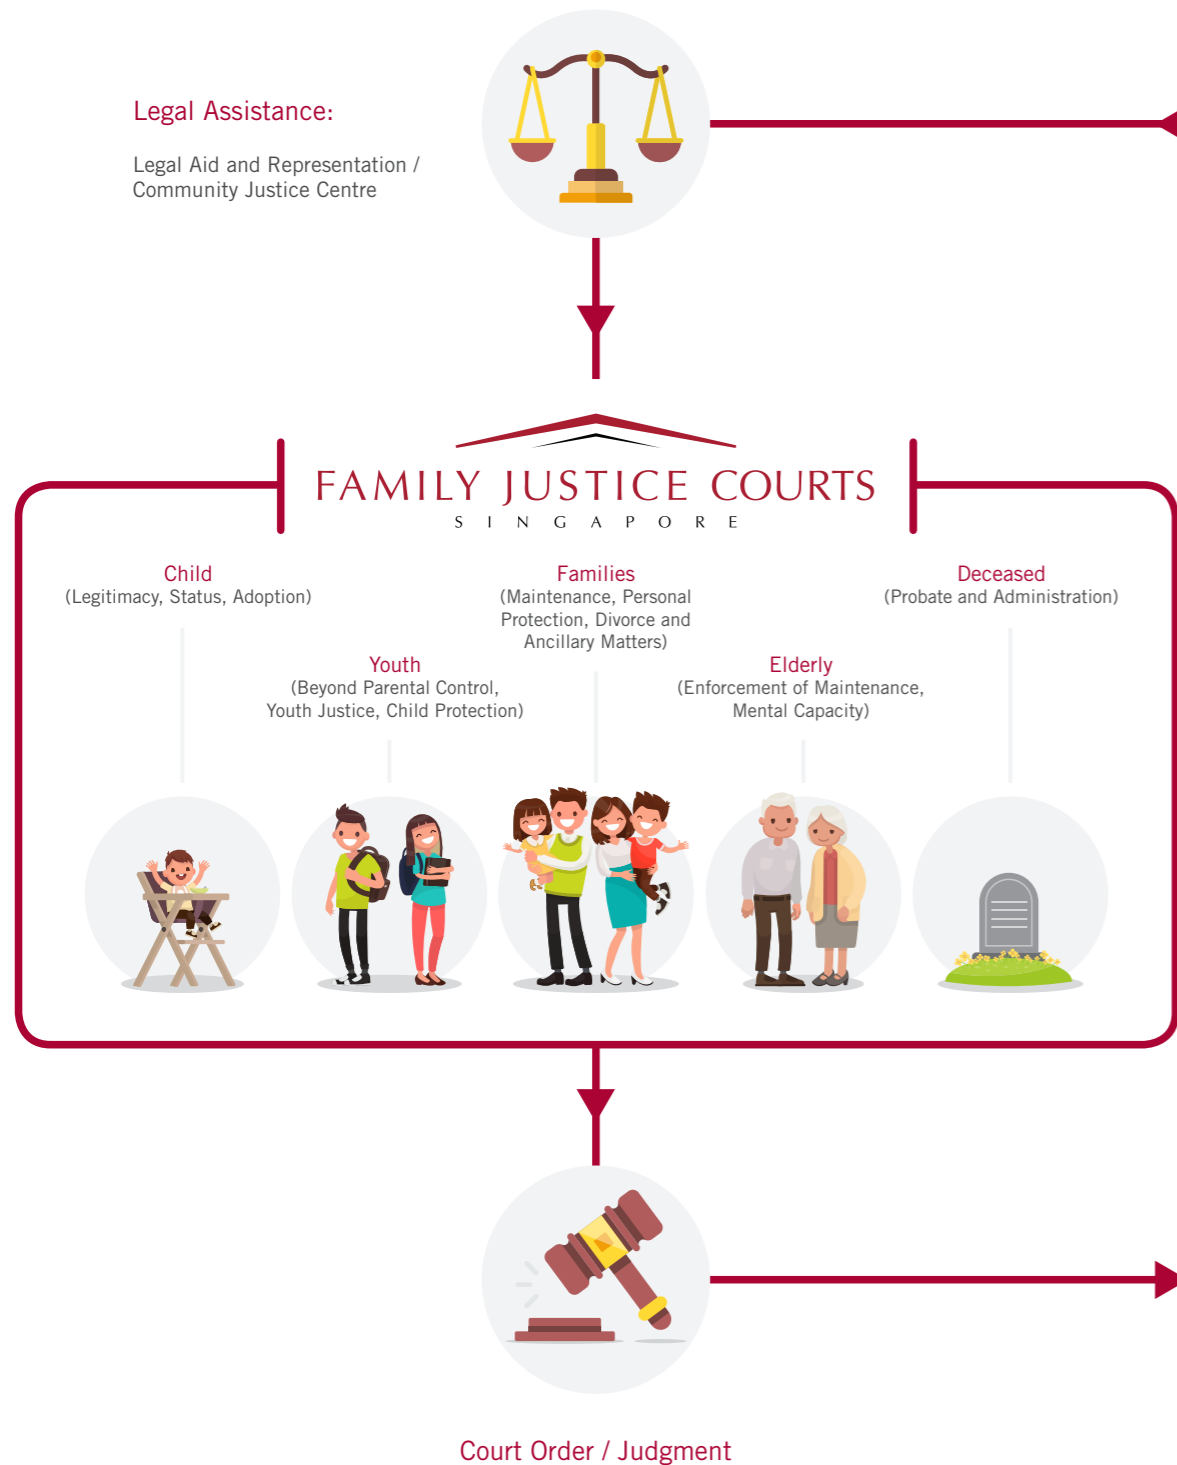 Legal Assistance:
Legal Aid and Representation /
Community Justice Centre
FAMILY JUSTICE COURTS
SINGAPORE
Child
(Legitimacy, Status, Adoption)
Youth
(Beyond Parental Control,
Youth Justice, Child Protection)
Families
(Maintenance, Personal
Protection, Divorce and
Ancillary Matters)
Elderly
(Enforcement of Maintenance,
Mental Capacity)
Deceased
(Probate and Administration)
Court Order / Judgment